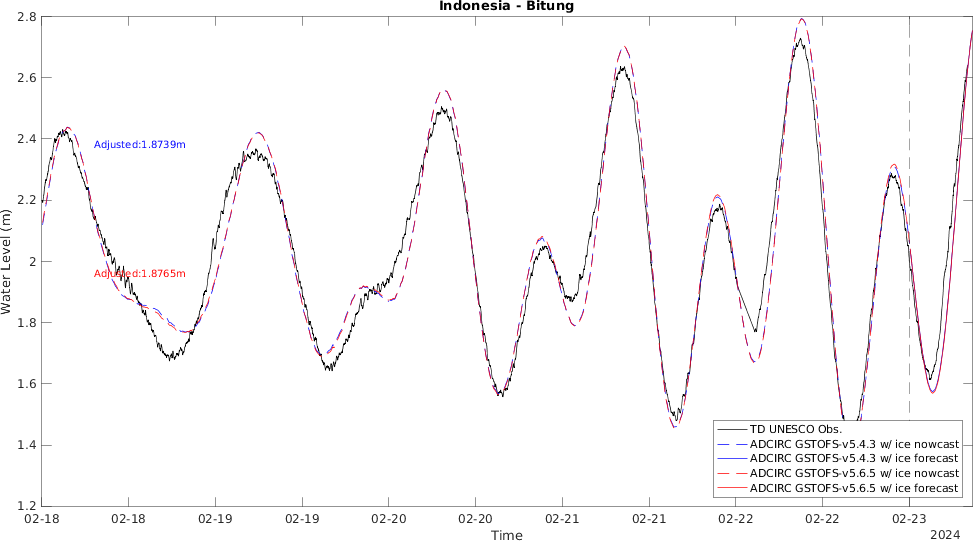 Indonesia - Bitung
2.8
2.6
2.4
2.2
2
1.8
1.6
1.4
1.2
Water Level (m)
Adjusted:1.8739m
Adjusted:1.8765m
TD UNESCO Obs.
ADCIRC GSTOFS-v5.4.3 w/ ice nowcast
ADCIRC GSTOFS-v5.4.3 w/ ice forecast
ADCIRC GSTOFS-v5.6.5 w/ ice nowcast
ADCIRC GSTOFS-v5.6.5 w/ ice forecast
02-18 02-18 02-19 02-19 02-20 02-20 02-21 02-21 02-22 02-22 02-23
Time
2024